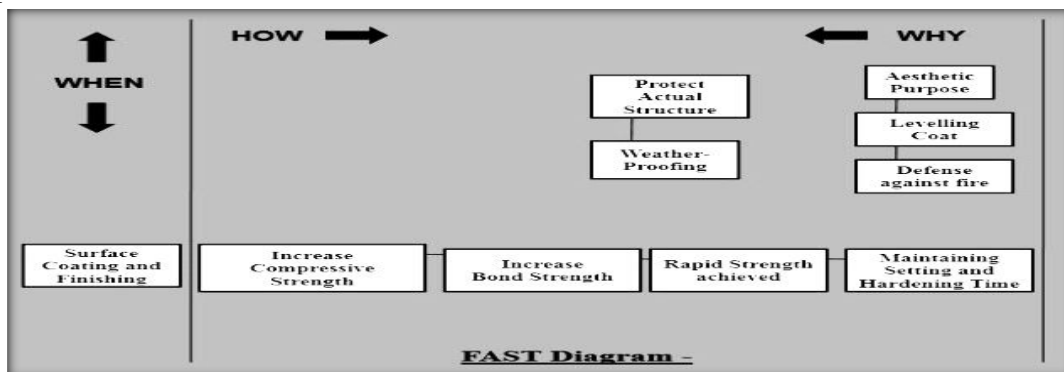 HOW
WHY
WHEN
Protect
Actual
Structure
Weather-
Proofing
Aesthetic
Purpose
Levelling
Coat
Defense
against fire
Surface
Coating and
Finishing
Increase
Compressive
Strength
Increase
Bond Strength
Rapid Strength
achieved
Maintaining
Setting and
Hardening Time
FAST Diagram -